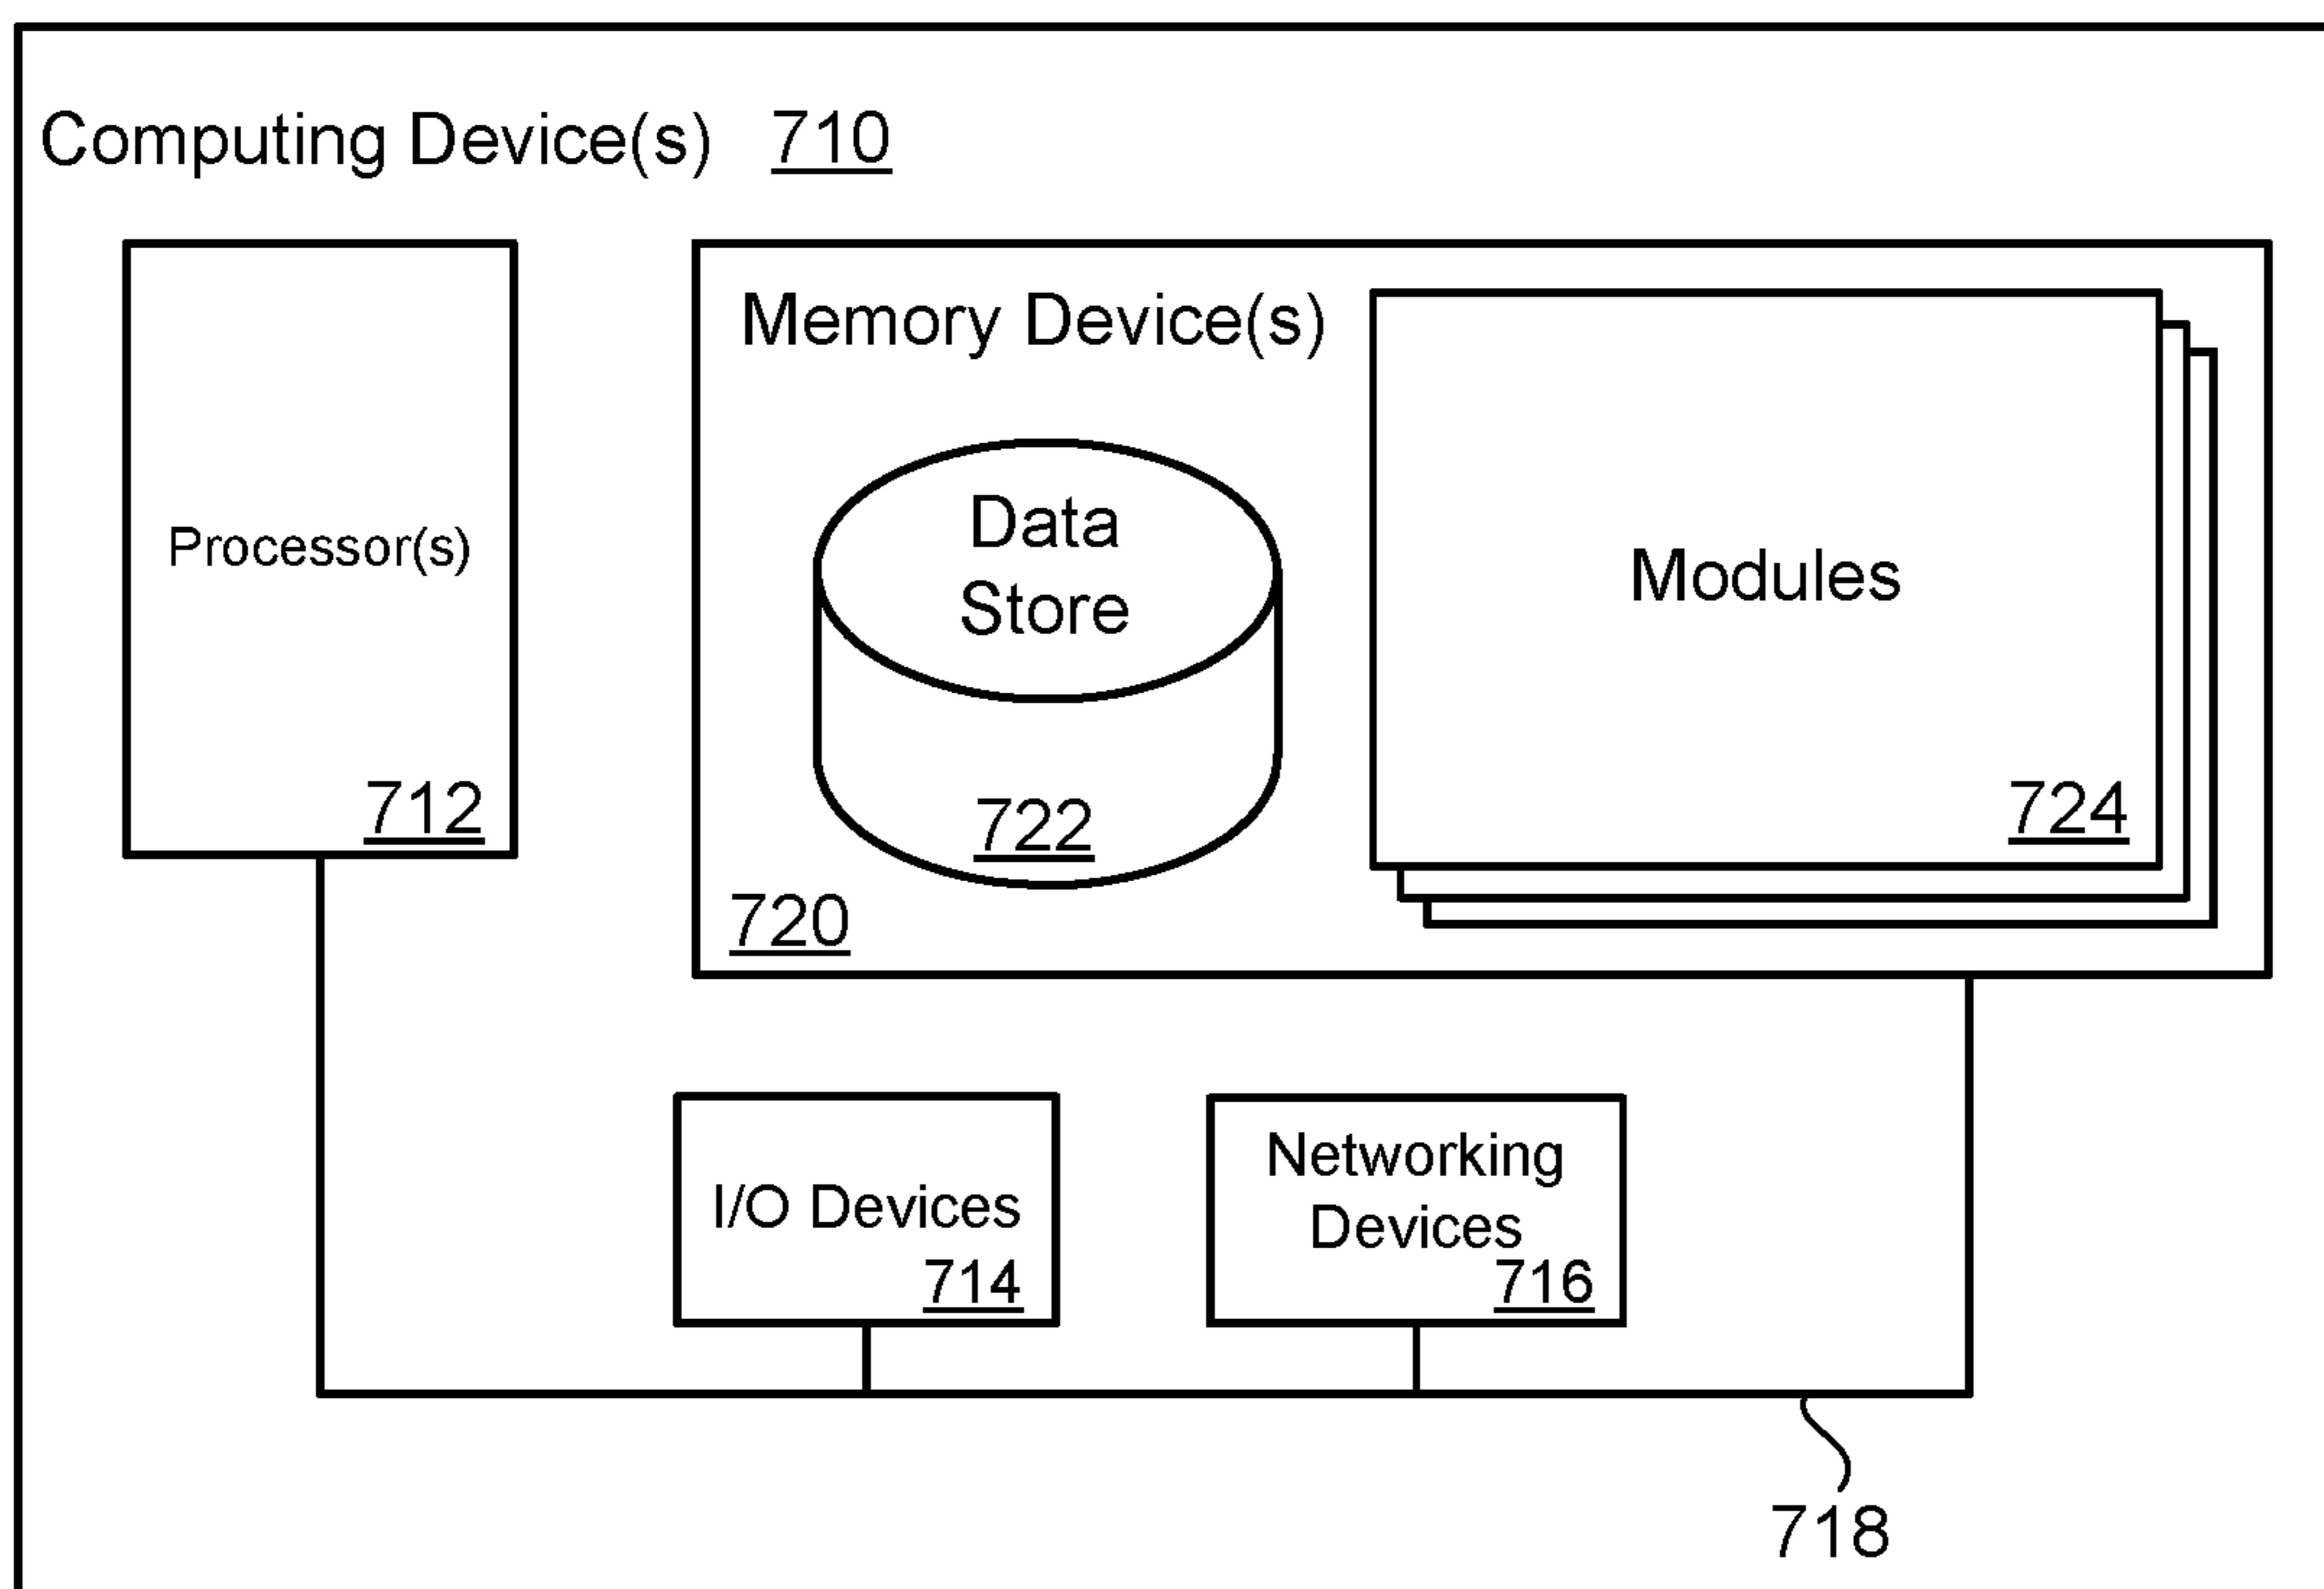 Computing Device(s) 710
Processor(s)
712
Memory Device(s)
Data
Store
722
720
Modules
724
I/O Devices
714
Networking
Devices
716
718